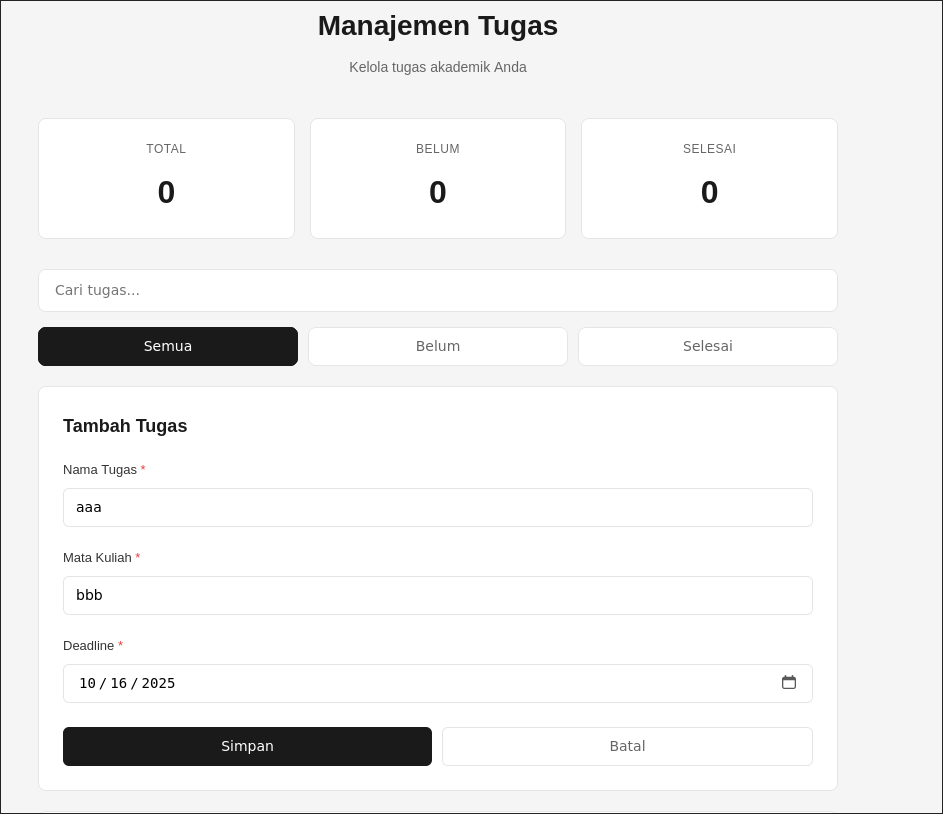 Manajemen Tugas
Kelola tugas akademik Anda
TOTAL BELUM SELESAI
0 0 0
Cari tugas...
Semua Belum Selesai
Tambah Tugas
Nama Tugas *
aaa
Mata Kuliah *
bbb
Deadline *
10/16/2025
Simpan Batal